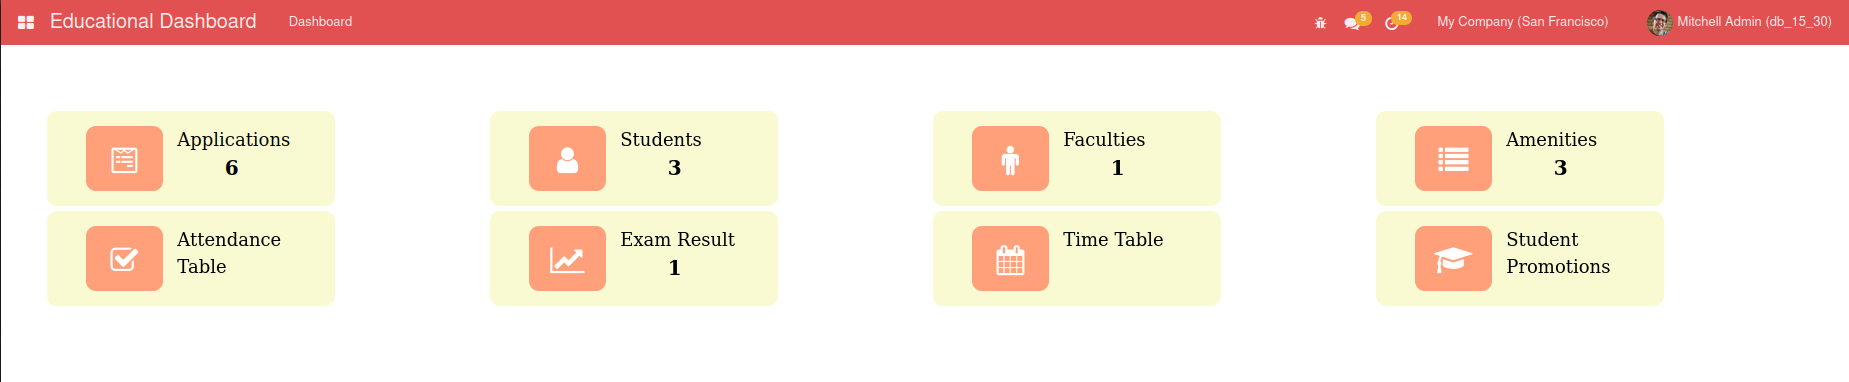 Educational Dashboard Dashboard 5 14 My Company (San Francisco) Mitchell Admin (db_15_30)
Applications
6
Students
3
Faculties
1
Amenities
3
Attendance
Table
Exam Result
1
Time Table
Student
Promotions